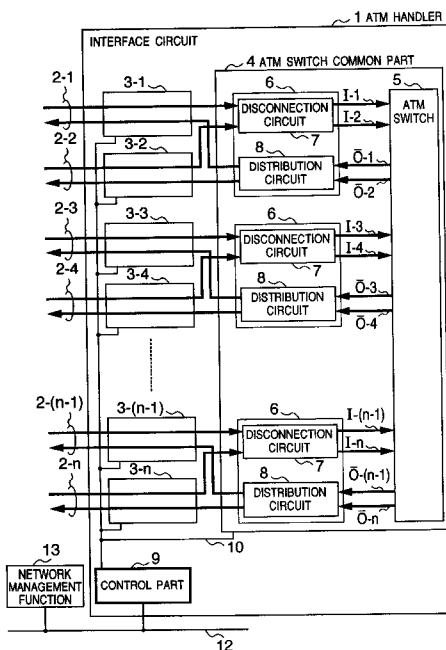 1 ATM HANDLER
INTERFACE CIRCUIT
4 ATM SWITCH COMMON PART
2-1
3-1
6
I-1
5
DISCONNECTION CIRCUIT
I-2
ATM SWITCH
7
2-2
3-2
8
O̅-1
DISTRIBUTION CIRCUIT
O̅-2
2-3
3-3
6
I-3
DISCONNECTION CIRCUIT
I-4
7
2-4
3-4
8
O̅-3
DISTRIBUTION CIRCUIT
O̅-4
2-(n-1)
3-(n-1)
6
I-(n-1)
DISCONNECTION CIRCUIT
I-n
7
2-n
3-n
8
O̅-(n-1)
DISTRIBUTION CIRCUIT
O̅-n
13
9
10
NETWORK MANAGEMENT FUNCTION
CONTROL PART
12